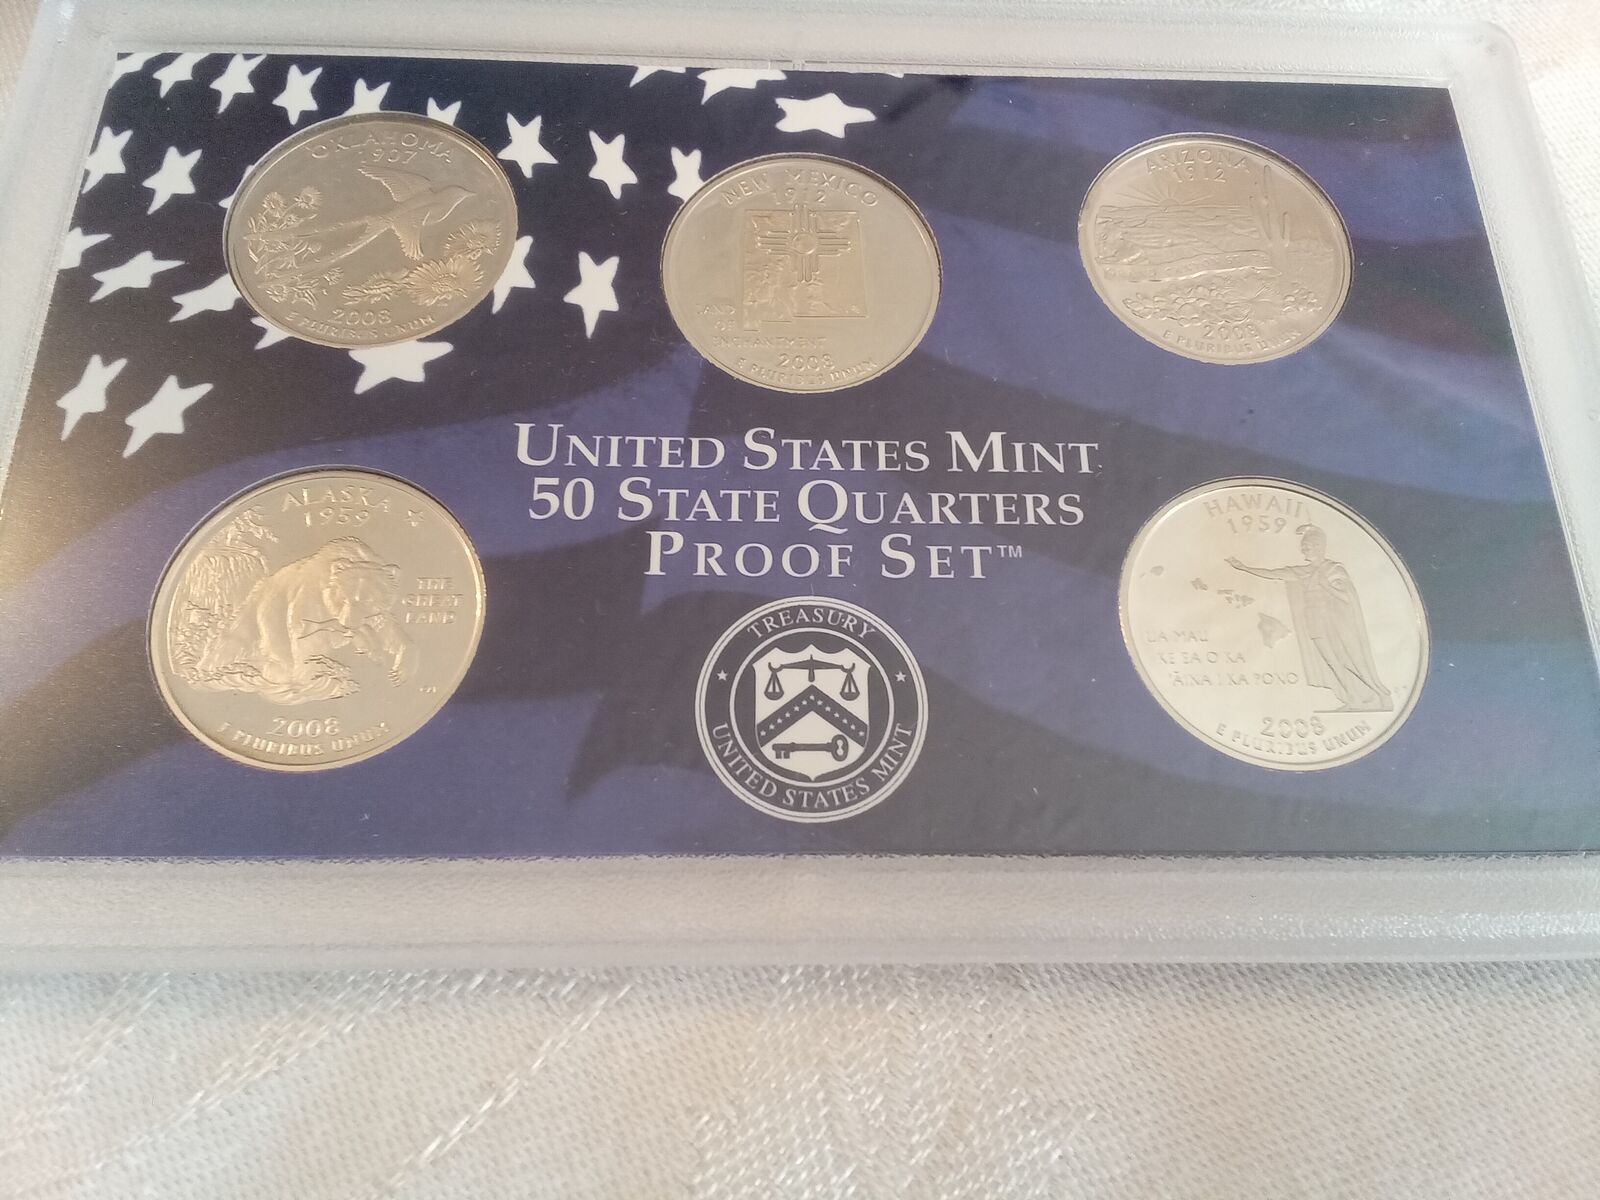 OKLAHOMA
1907
2008
E PLURIBUS UNUM
NEW MEXICO
1912
LAND
OF
ENCHANTMENT
2008
E PLURIBUS UNUM
ARIZONA
1912
2008
E PLURIBUS UNUM
UNITED STATES MINT
50 STATE QUARTERS
PROOF SET™
ALASKA
1959
THE
GREAT
LAND
2008
E PLURIBUS UNUM
HAWAII
1959
UA MAU
KE EA O KA
ʻĀINA I KA PONO
2008
E PLURIBUS UNUM
TREASURY
UNITED STATES MINT